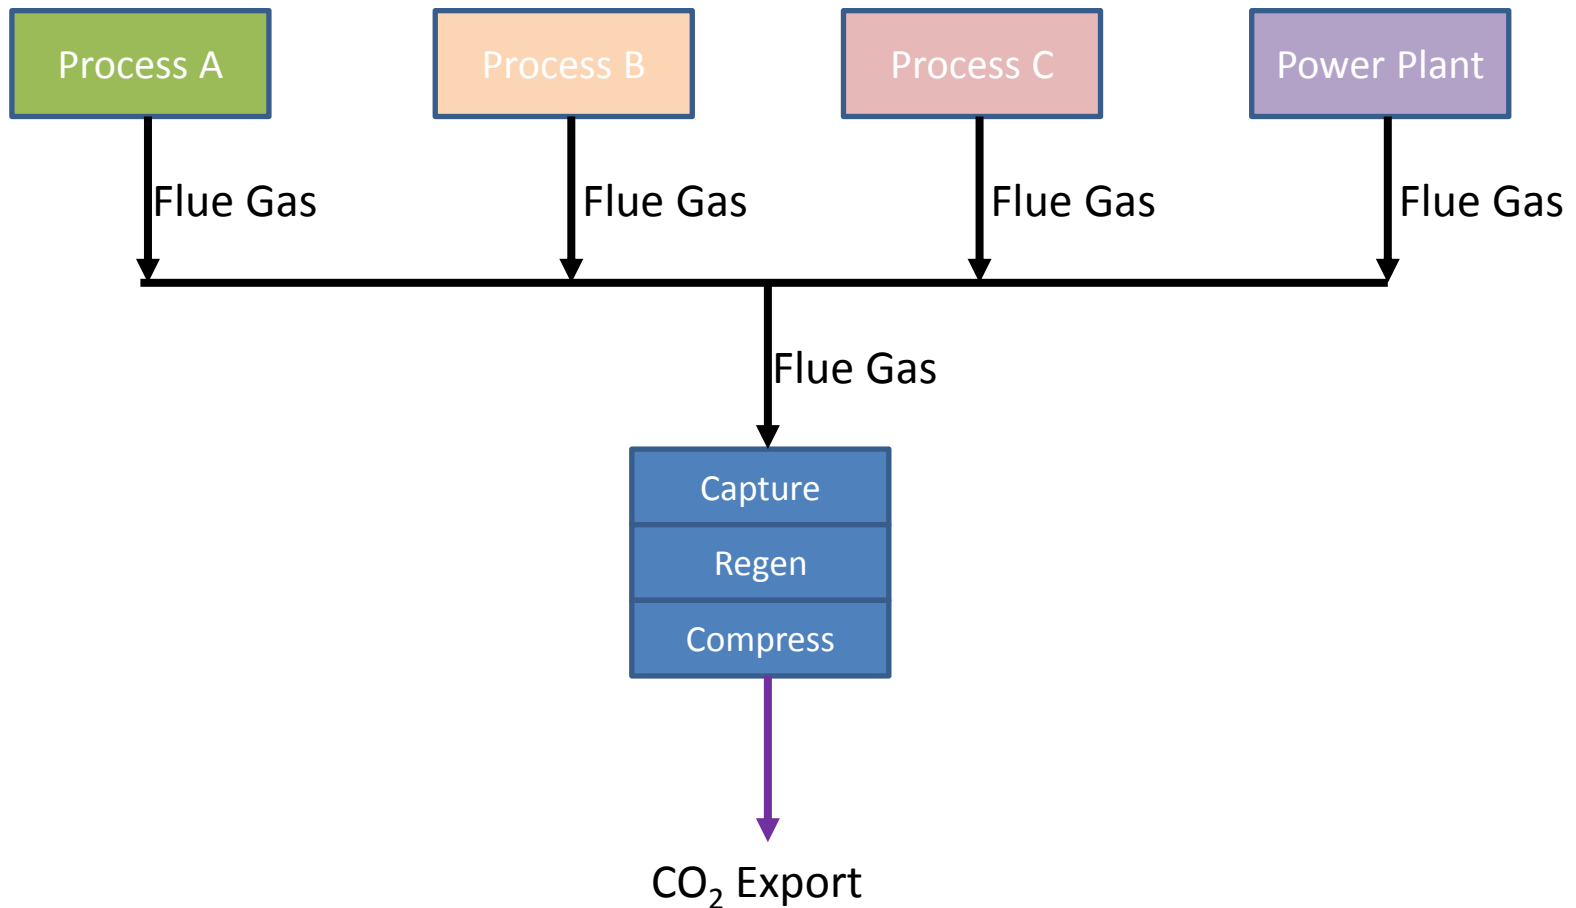 Process A
Process B
Process C
Power Plant
Flue Gas
Flue Gas
Flue Gas
Flue Gas
Flue Gas
Capture
Regen
Compress
CO₂ Export